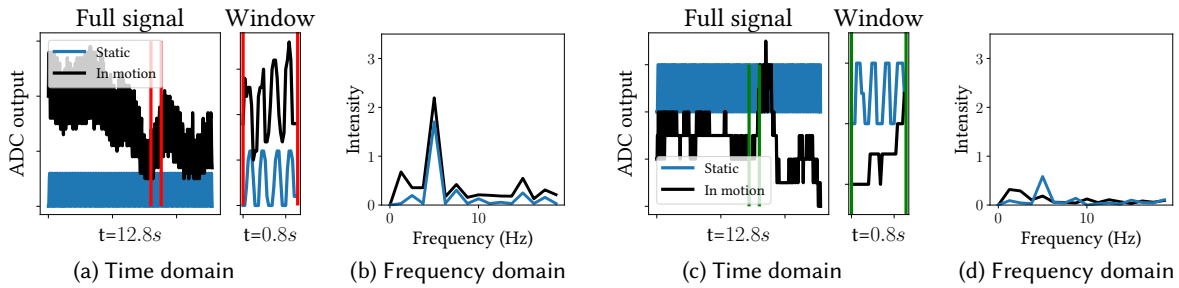 Full signal
Window
ADC output
Static
In motion
t=12.8s
t=0.8s
(a) Time domain
Intensity
3
2
1
0
0
10
Frequency (Hz)
(b) Frequency domain
Full signal
Window
ADC output
Static
In motion
t=12.8s
t=0.8s
(c) Time domain
Intensity
3
2
1
0
0
10
Frequency (Hz)
(d) Frequency domain